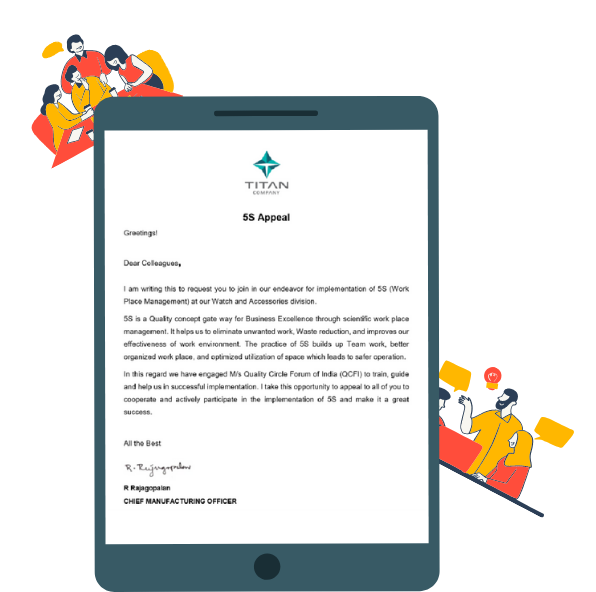 TITAN
COMPANY
5S Appeal
Greetings!
Dear Colleagues,
I am writing this to request you to join in our endeavor for implementation of 5S (Work
Place Management) at our Watch and Accessories division.
5S is a Quality concept gate way for Business Excellence through scientific work place
management. It helps us to eliminate unwanted work, Waste reduction, and improves our
effectiveness of work environment. The practice of 5S builds up Team work, better
organized work place, and optimized utilization of space which leads to safer operation.
In this regard we have engaged M/s Quality Circle Forum of India (QCFI) to train, guide
and help us in successful implementation. I take this opportunity to appeal to all of you to
cooperate and actively participate in the implementation of 5S and make it a great
success.
All the Best
R. Rajagopalan
R Rajagopalan
CHIEF MANUFACTURING OFFICER